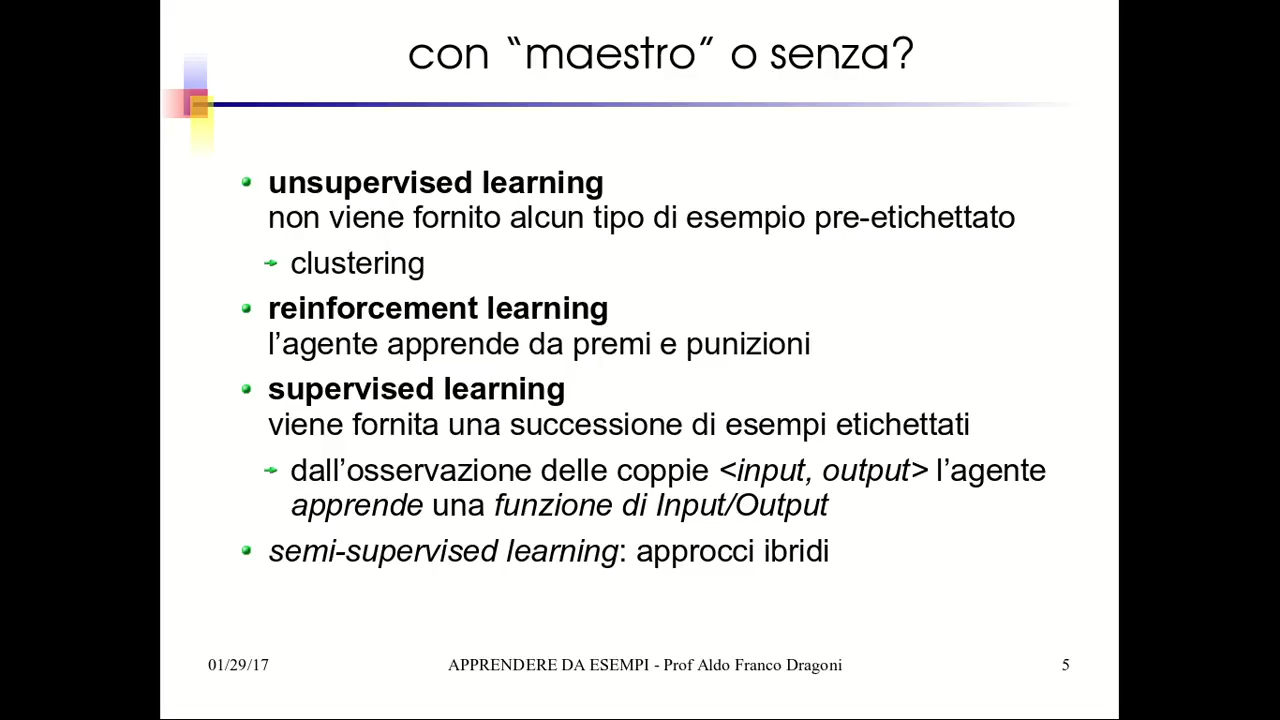 con “maestro” o senza?
unsupervised learning
non viene fornito alcun tipo di esempio pre-etichettato
clustering
reinforcement learning
l’agente apprende da premi e punizioni
supervised learning
viene fornita una successione di esempi etichettati
dall’osservazione delle coppie <input, output> l’agente
apprende una funzione di Input/Output
semi-supervised learning: approcci ibridi
01/29/17 APPRENDERE DA ESEMPI - Prof Aldo Franco Dragoni 5